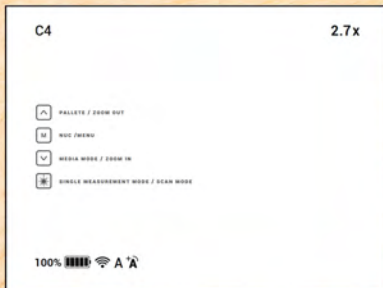 C4 2.7x
PALLETE / ZOOM OUT
M NUC /MENU
MEDIA MODE / ZOOM IN
SINGLE MEASUREMENT MODE / SCAN MODE
100% A A